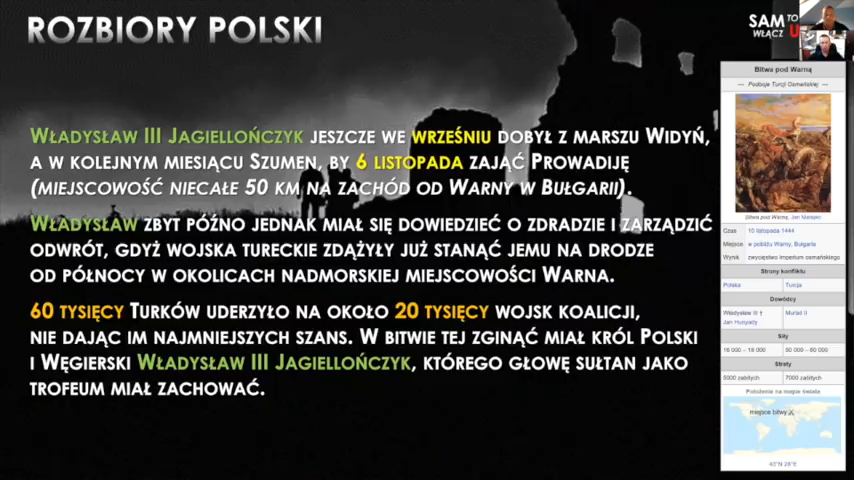 ROZBIORY POLSKI
SAM TO
WŁĄCZ U
WŁADYSŁAW III JAGIELLOŃCZYK JESZCZE WE WRZEŚNIU DOBYŁ Z MARSZU WIDYŃ,
A W KOLEJNYM MIESIĄCU SZUMEN, BY 6 LISTOPADA ZAJĄĆ PROWADIJĘ
(MIEJSCOWOŚĆ NIECAŁE 50 KM NA ZACHÓD OD WARNY W BUŁGARII).
WŁADYSŁAW ZBYT PÓŹNO JEDNAK MIAŁ SIĘ DOWIEDZIEĆ O ZDRADZIE I ZARZĄDZIĆ
ODWRÓT, GDYŻ WOJSKA TURECKIE ZDĄŻYŁY JUŻ STANĄĆ JEMU NA DRODZE
OD PÓŁNOCY W OKOLICACH NADMORSKIEJ MIEJSCOWOŚCI WARNA.
60 TYSIĘCY TURKÓW UDERZYŁO NA OKOŁO 20 TYSIĘCY WOJSK KOALICJI,
NIE DAJĄC IM NAJMNIEJSZYCH SZANS. W BITWIE TEJ ZGINĄĆ MIAŁ KRÓL POLSKI
I WĘGIERSKI WŁADYSŁAW III JAGIELLOŃCZYK, KTÓREGO GŁOWĘ SUŁTAN JAKO
TROFEUM MIAŁ ZACHOWAĆ.
Bitwa pod Warną
Podboje Turcji Osmańskiej
Bitwa pod Warną, Jan Matejko
Czas 10 listopada 1444
Miejsce w pobliżu Warny, Bułgaria
Wynik zwycięstwo Imperium osmańskiego
Strony konfliktu
Polska Turcja
Dowódcy
Władysław III † Murad II
Jan Hunyady
Siły
16 000 – 18 000 50 000 – 60 000
Straty
5000 zabitych 7000 zabitych
Położenie na mapie świata
miejsce bitwy
43°N 28°E